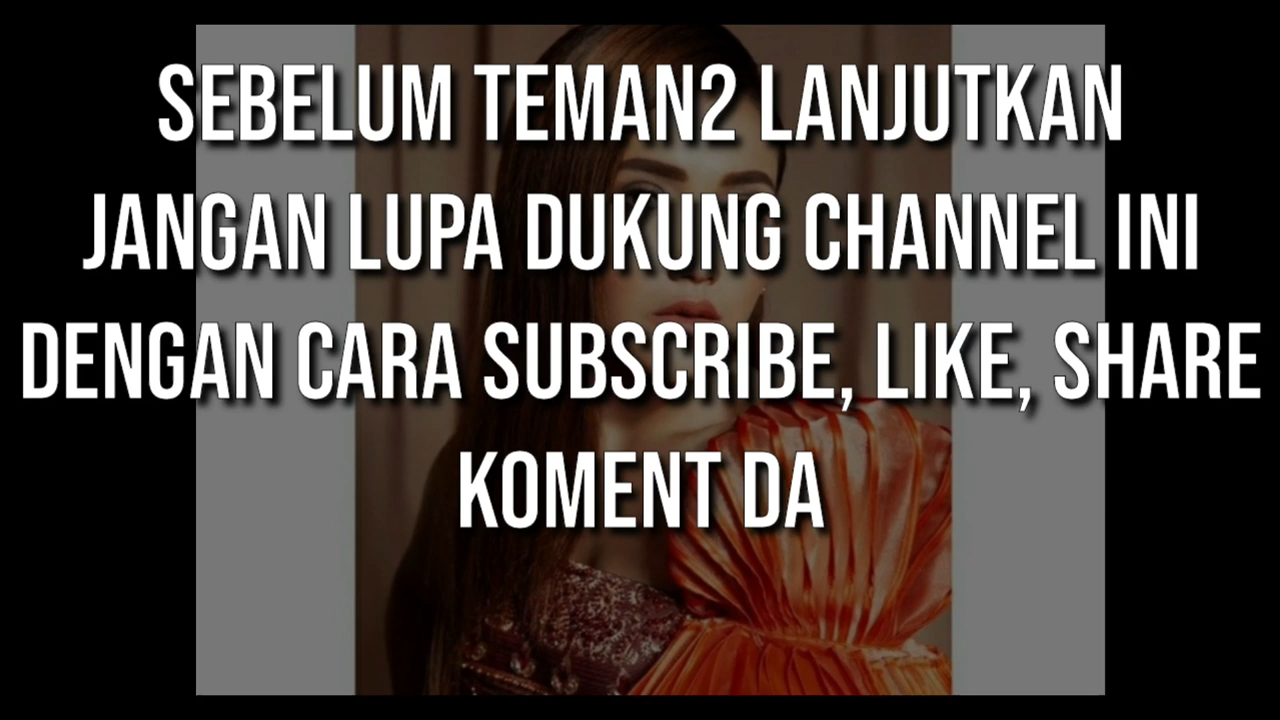 SEBELUM TEMAN2 LANJUTKAN
JANGAN LUPA DUKUNG CHANNEL INI
DENGAN CARA SUBSCRIBE, LIKE, SHARE
KOMENT DA